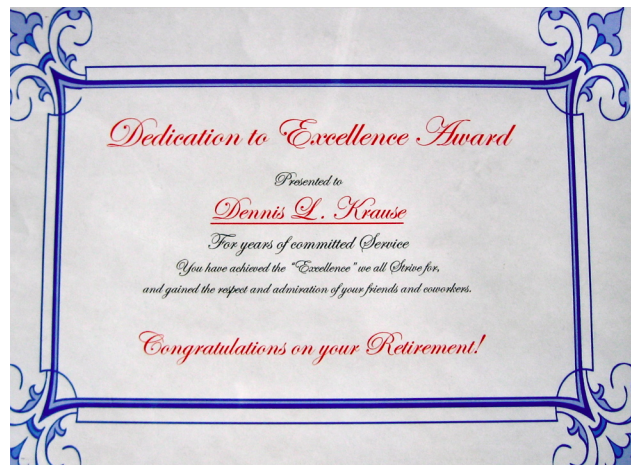 Dedication to Excellence Award
Presented to
Dennis L. Krause
For years of committed Service
You have achieved the "Excellence" we all Strive for,
and gained the respect and admiration of your friends and coworkers.
Congratulations on your Retirement!